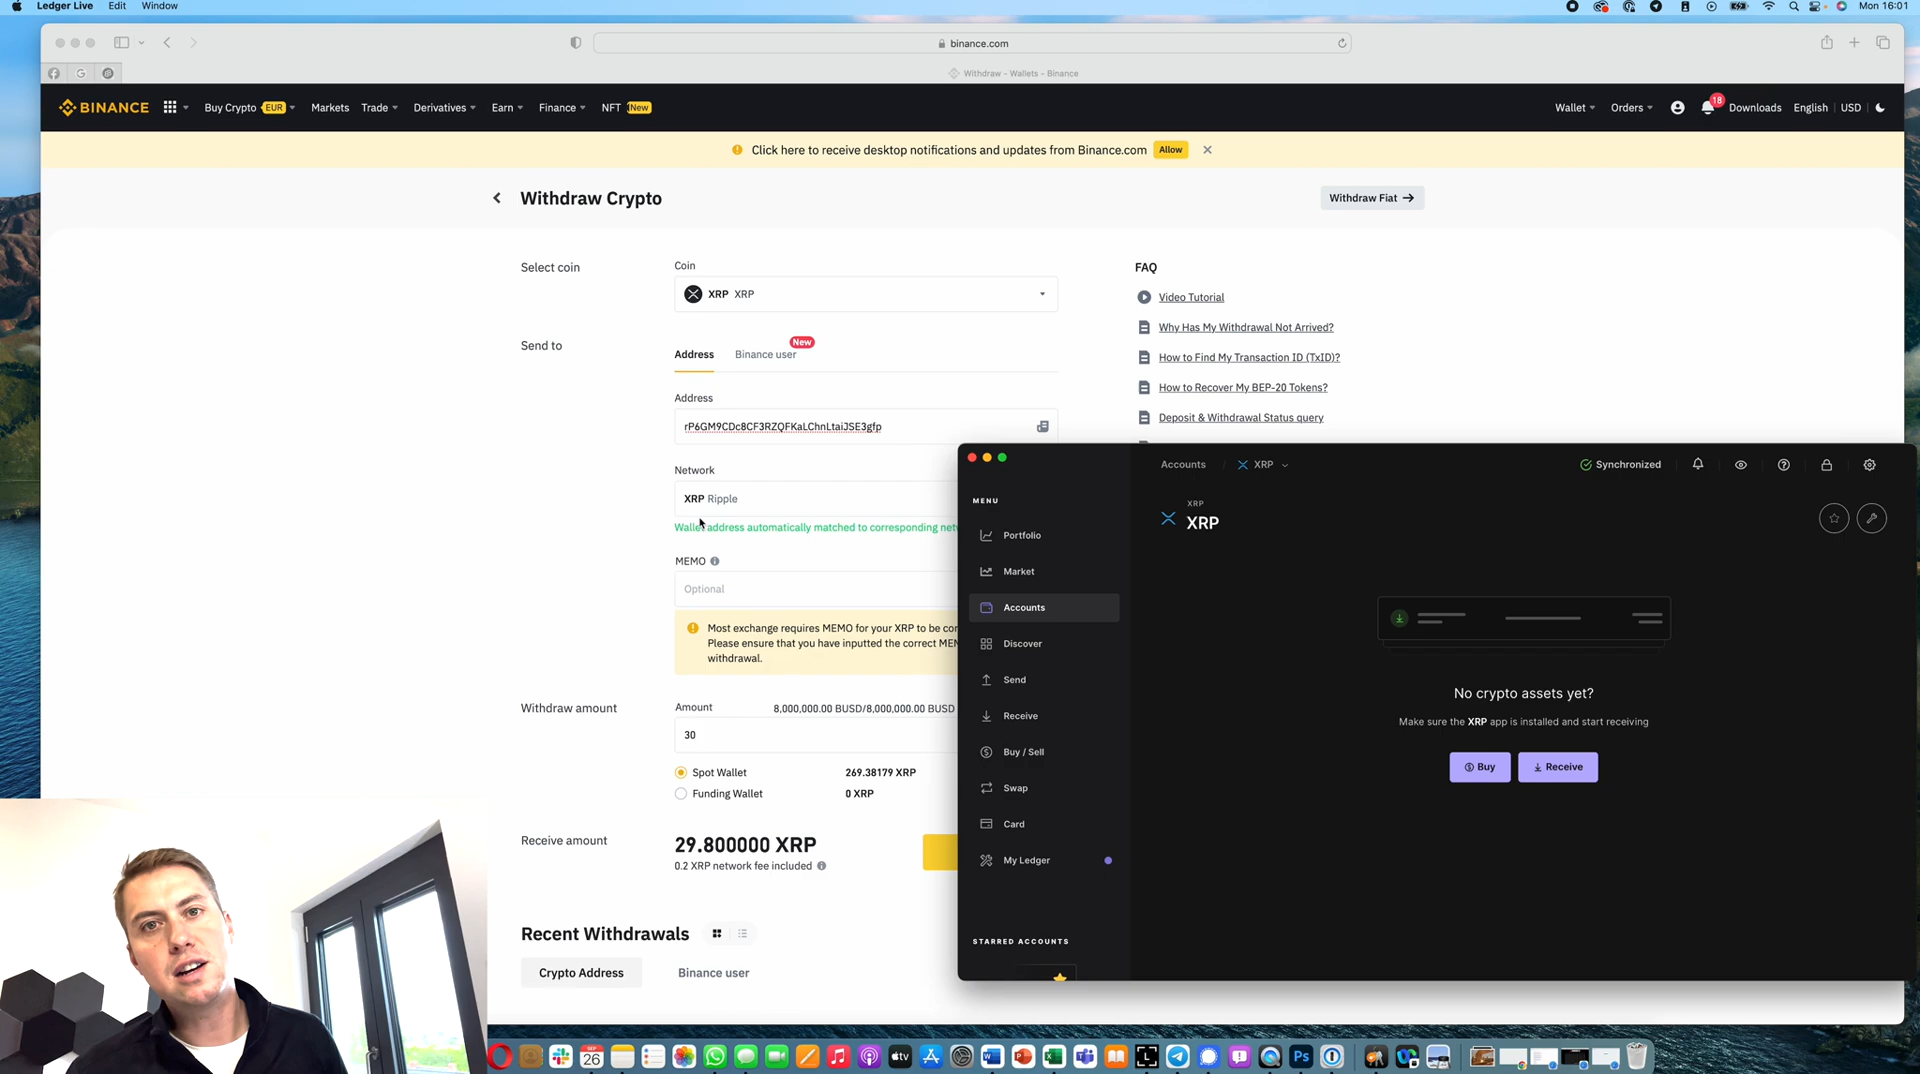 Ledger Live Edit Window
Mon 16:01
binance.com
Withdraw - Wallets - Binance
BINANCE Buy Crypto EUR Markets Trade Derivatives Earn Finance NFT New
Wallet Orders 18 Downloads English USD
Click here to receive desktop notifications and updates from Binance.com Allow
Withdraw Crypto
Withdraw Fiat
Select coin
Coin
XRP XRP
Send to
New
Address Binance user
Address
rP6GM9CDc8CF3RZQFKaLChnLtaiJSE3gfp
Network
XRP Ripple
Wallet address automatically matched to corresponding netw
MEMO
Optional
Most exchange requires MEMO for your XRP to be
Please ensure that you have inputted the correct
withdrawal.
Withdraw amount
Amount
8,000,000.00 BUSD/8,000,000.00 BUSD
30
Spot Wallet 269.38179 XRP
Funding Wallet 0 XRP
Receive amount
29.800000 XRP
0.2 XRP network fee included
Recent Withdrawals
Crypto Address Binance user
FAQ
Video Tutorial
Why Has My Withdrawal Not Arrived?
How to Find My Transaction ID (TxID)?
How to Recover My BEP-20 Tokens?
Deposit & Withdrawal Status query
Accounts / XRP
Synchronized
MENU
Portfolio
Market
Accounts
Discover
Send
Receive
Buy / Sell
Swap
Card
My Ledger
STARRED ACCOUNTS
XRP
XRP
No crypto assets yet?
Make sure the XRP app is installed and start receiving
Buy Receive
SEP
26
tv
Ps